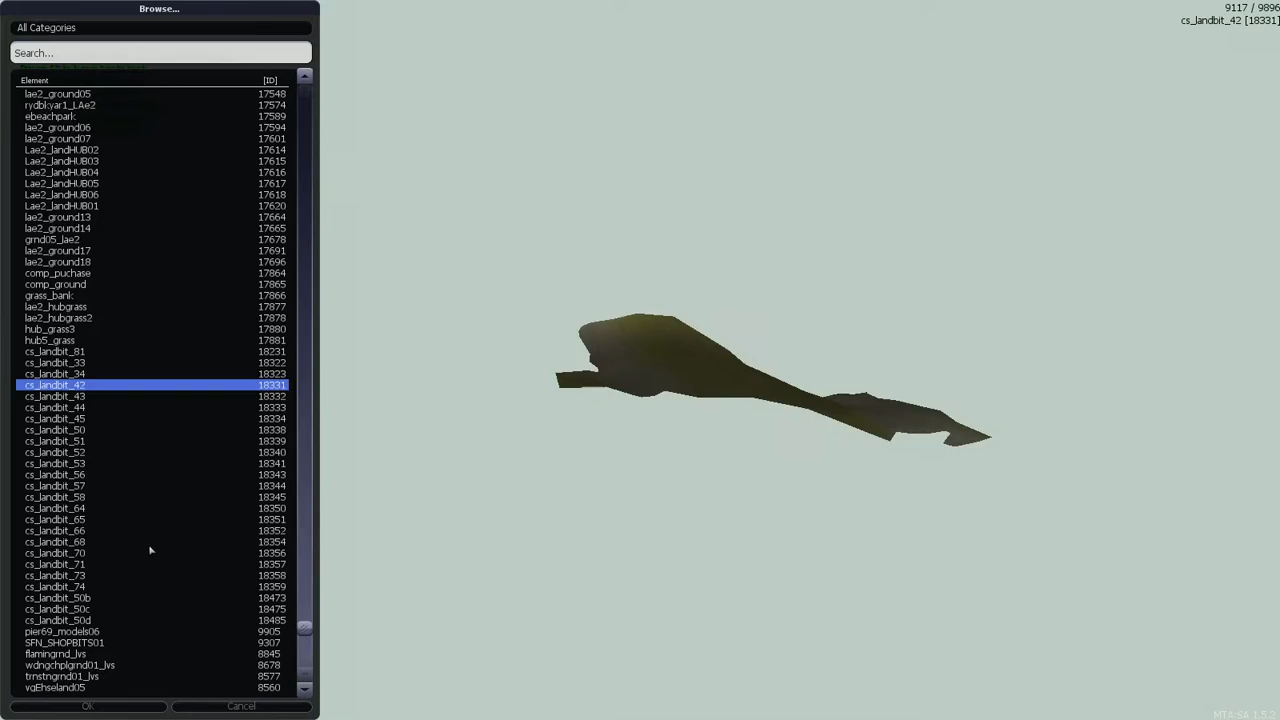 Browse...
9117 / 9896
cs_landbit_42 [18331]
All Categories
Search...
Element [ID]
lae2_ground05 17548
rydbkyar1_LAe2 17574
ebeachpark 17589
lae2_ground06 17594
lae2_ground07 17601
Lae2_landHUB02 17614
Lae2_landHUB03 17615
Lae2_landHUB04 17616
Lae2_landHUB05 17617
Lae2_landHUB06 17618
Lae2_landHUB01 17620
lae2_ground13 17664
lae2_ground14 17665
grnd05_lae2 17678
lae2_ground17 17691
lae2_ground18 17696
comp_puchase 17864
comp_ground 17865
grass_bank 17866
lae2_hubgrass 17877
lae2_hubgrass2 17878
hub_grass3 17880
hub5_grass 17881
cs_landbit_81 18231
cs_landbit_33 18322
cs_landbit_34 18323
cs_landbit_42 18331
cs_landbit_43 18332
cs_landbit_44 18333
cs_landbit_45 18334
cs_landbit_50 18338
cs_landbit_51 18339
cs_landbit_52 18340
cs_landbit_53 18341
cs_landbit_56 18343
cs_landbit_57 18344
cs_landbit_58 18345
cs_landbit_64 18350
cs_landbit_65 18351
cs_landbit_66 18352
cs_landbit_68 18354
cs_landbit_70 18356
cs_landbit_71 18357
cs_landbit_73 18358
cs_landbit_74 18359
cs_landbit_50b 18473
cs_landbit_50c 18475
cs_landbit_50d 18485
pier69_models06 9905
SFN_SHOPBITS01 9307
flamingrnd_lvs 8845
wdngchplgrnd01_lvs 8678
trnstngrnd01_lvs 8577
vgEhseland05 8560
OK Cancel
MTA:SA 1.5.2